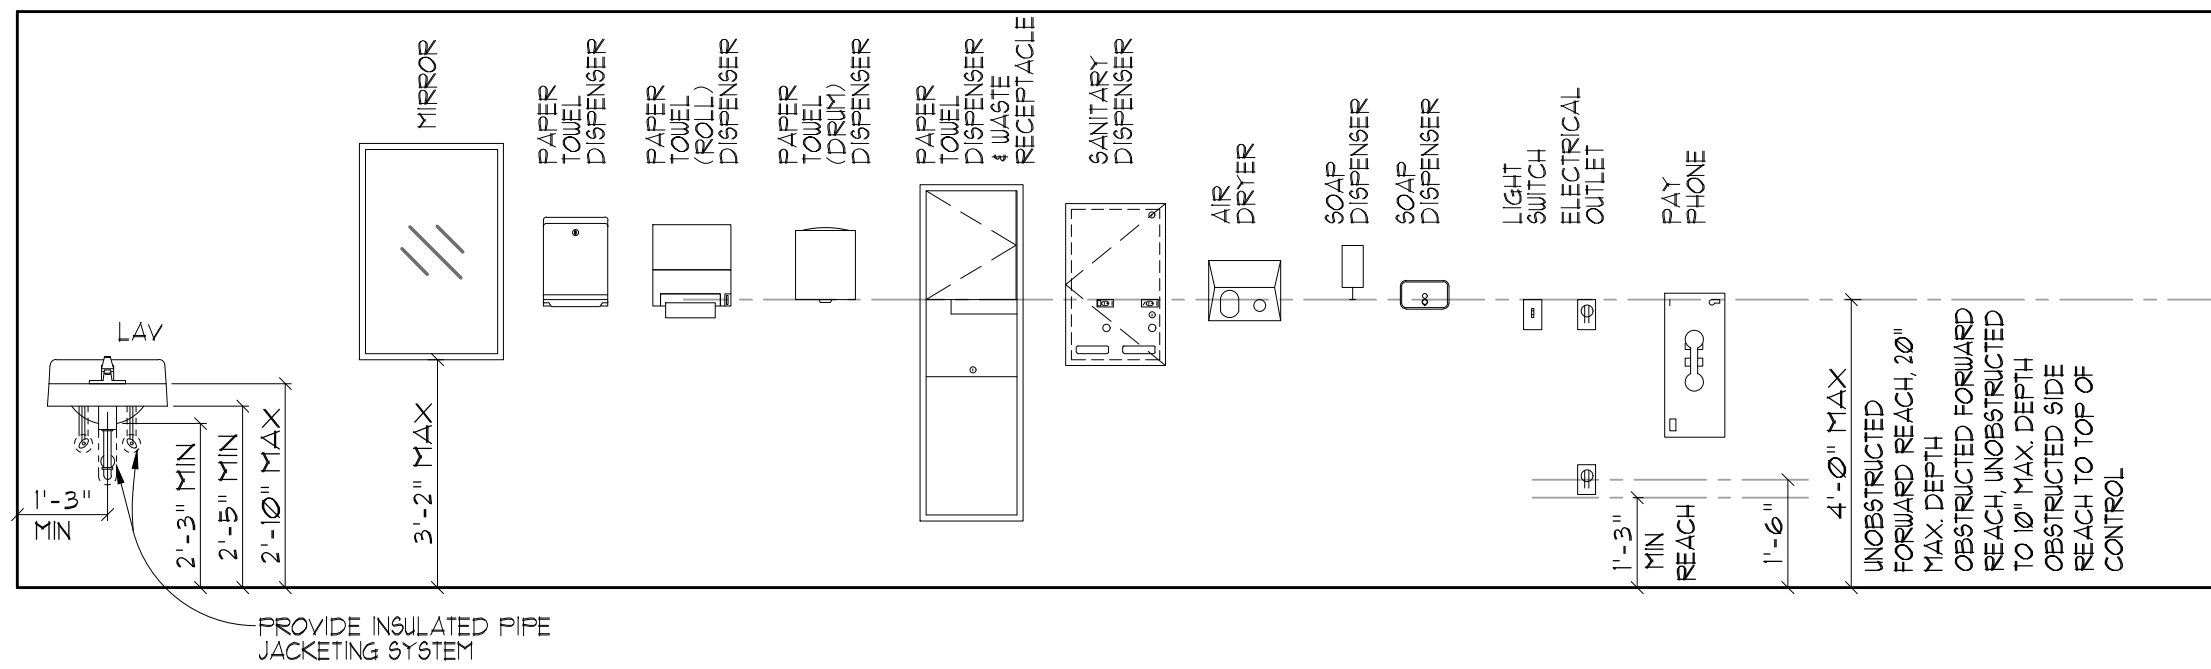 LAV
1'-3"
MIN
2'-3" MIN
2'-5" MIN
2'-10" MAX
PROVIDE INSULATED PIPE
JACKETING SYSTEM
3'-2" MAX
MIRROR
PAPER
TOWEL
DISPENSER
PAPER
TOWEL
(ROLL)
DISPENSER
PAPER
TOWEL
(DRUM)
DISPENSER
PAPER
TOWEL
DISPENSER
& WASTE
RECEPTACLE
SANITARY
DISPENSER
AIR
DRYER
SOAP
DISPENSER
SOAP
DISPENSER
LIGHT
SWITCH
ELECTRICAL
OUTLET
PAY
PHONE
1'-3"
MIN
REACH
1'-6"
4'-0" MAX
UNOBSTRUCTED
FORWARD REACH, 20"
MAX. DEPTH
OBSTRUCTED FORWARD
REACH, UNOBSTRUCTED
TO 10" MAX. DEPTH
OBSTRUCTED SIDE
REACH TO TOP OF
CONTROL